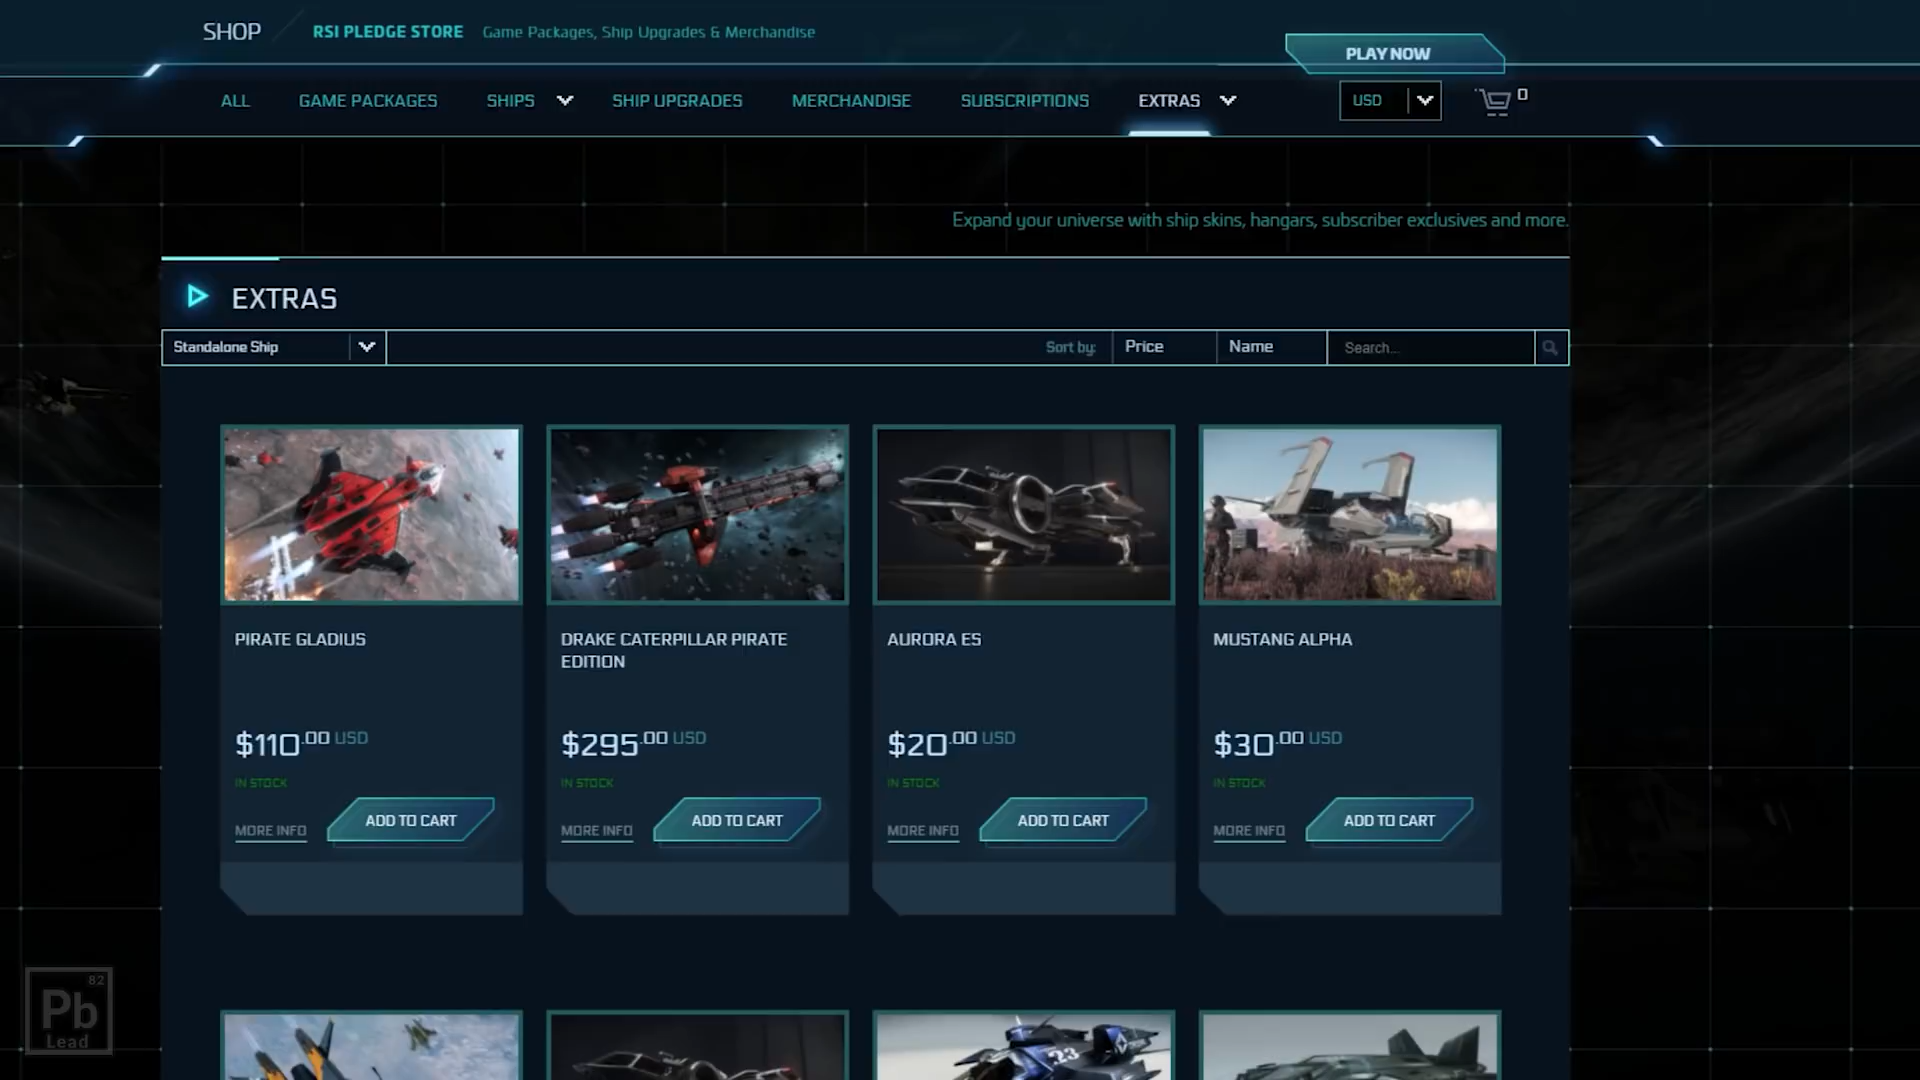 SHOP
RSI PLEDGE STORE
Game Packages, Ship Upgrades & Merchandise
PLAY NOW
ALL
GAME PACKAGES
SHIPS
SHIP UPGRADES
MERCHANDISE
SUBSCRIPTIONS
EXTRAS
USD
0
Expand your universe with ship skins, hangars, subscriber exclusives and more.
EXTRAS
Standalone Ship
Sort by:
Price
Name
Search...
PIRATE GLADIUS
$110.00 USD
IN STOCK
MORE INFO
ADD TO CART
DRAKE CATERPILLAR PIRATE
EDITION
$295.00 USD
IN STOCK
MORE INFO
ADD TO CART
AURORA ES
$20.00 USD
IN STOCK
MORE INFO
ADD TO CART
MUSTANG ALPHA
$30.00 USD
IN STOCK
MORE INFO
ADD TO CART
23
82
Pb
Lead